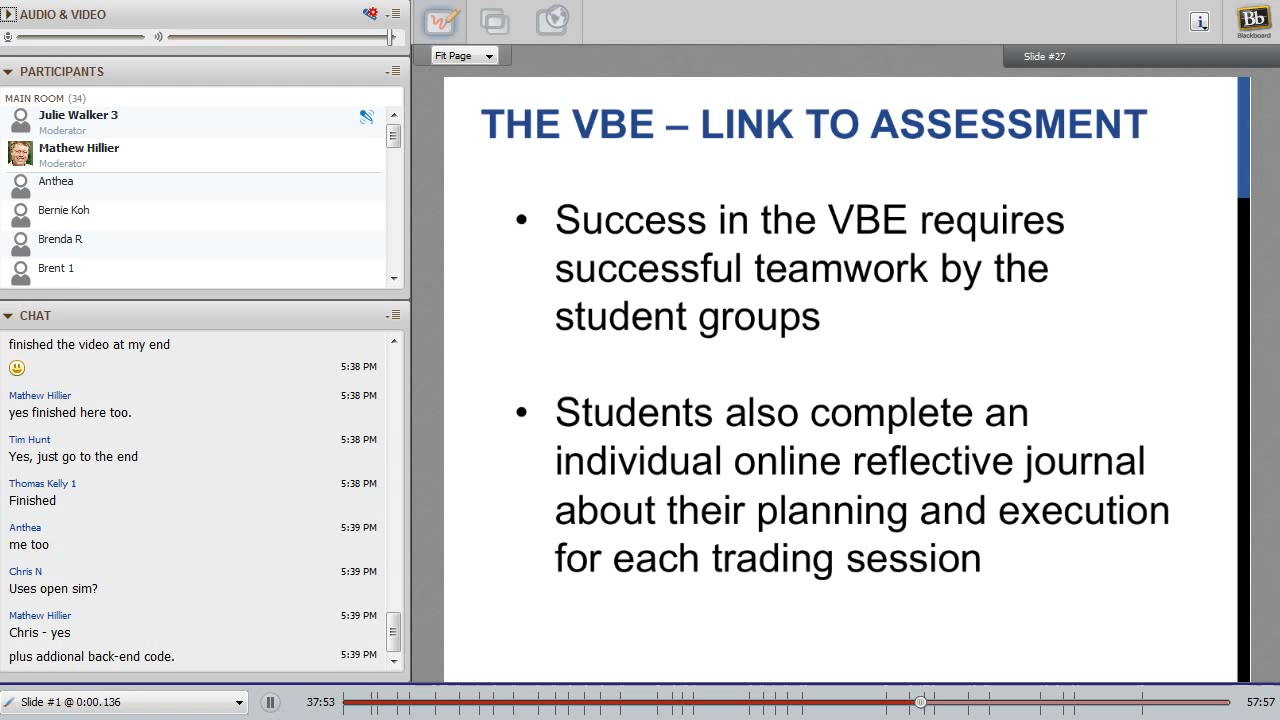 AUDIO & VIDEO
PARTICIPANTS
MAIN ROOM (34)
Julie Walker 3
Moderator
Mathew Hillier
Moderator
Anthea
Bernie Koh
Brenda R
Brent 1
CHAT
finished the video at my end
5:38 PM
Mathew Hillier 5:38 PM
yes finished here too.
Tim Hunt 5:39 PM
Yes, just go to the end
Thomas Kelly 1 5:38 PM
Finished
Anthea 5:39 PM
me too
Chris N 5:39 PM
Uses open sim?
Mathew Hillier 5:39 PM
Chris - yes
plus addional back-end code. 5:39 PM
Slide #1 @ 0:00.136
Fit Page
Slide #27
Bb
Blackboard
THE VBE – LINK TO ASSESSMENT
• Success in the VBE requires
successful teamwork by the
student groups
• Students also complete an
individual online reflective journal
about their planning and execution
for each trading session
37:53
57:57